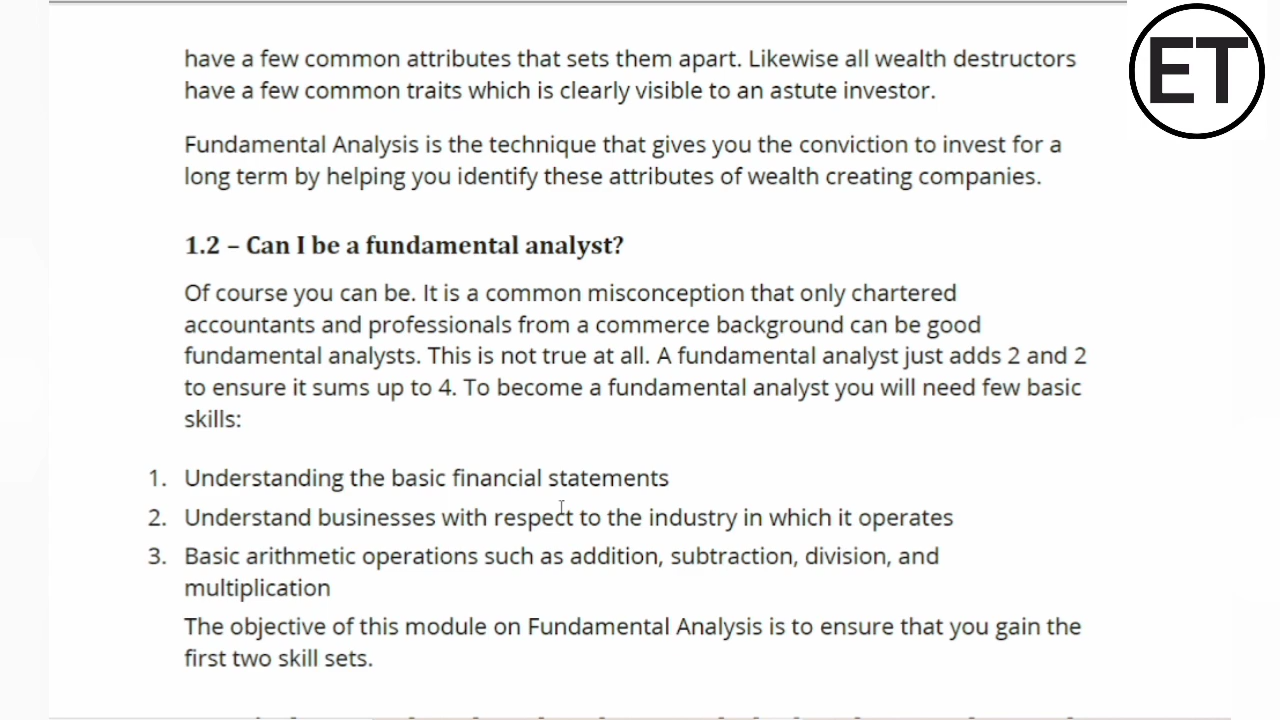 ET
have a few common attributes that sets them apart. Likewise all wealth destructors
have a few common traits which is clearly visible to an astute investor.
Fundamental Analysis is the technique that gives you the conviction to invest for a
long term by helping you identify these attributes of wealth creating companies.
1.2 – Can I be a fundamental analyst?
Of course you can be. It is a common misconception that only chartered
accountants and professionals from a commerce background can be good
fundamental analysts. This is not true at all. A fundamental analyst just adds 2 and 2
to ensure it sums up to 4. To become a fundamental analyst you will need few basic
skills:
1. Understanding the basic financial statements
2. Understand businesses with respect to the industry in which it operates
3. Basic arithmetic operations such as addition, subtraction, division, and
multiplication
The objective of this module on Fundamental Analysis is to ensure that you gain the
first two skill sets.